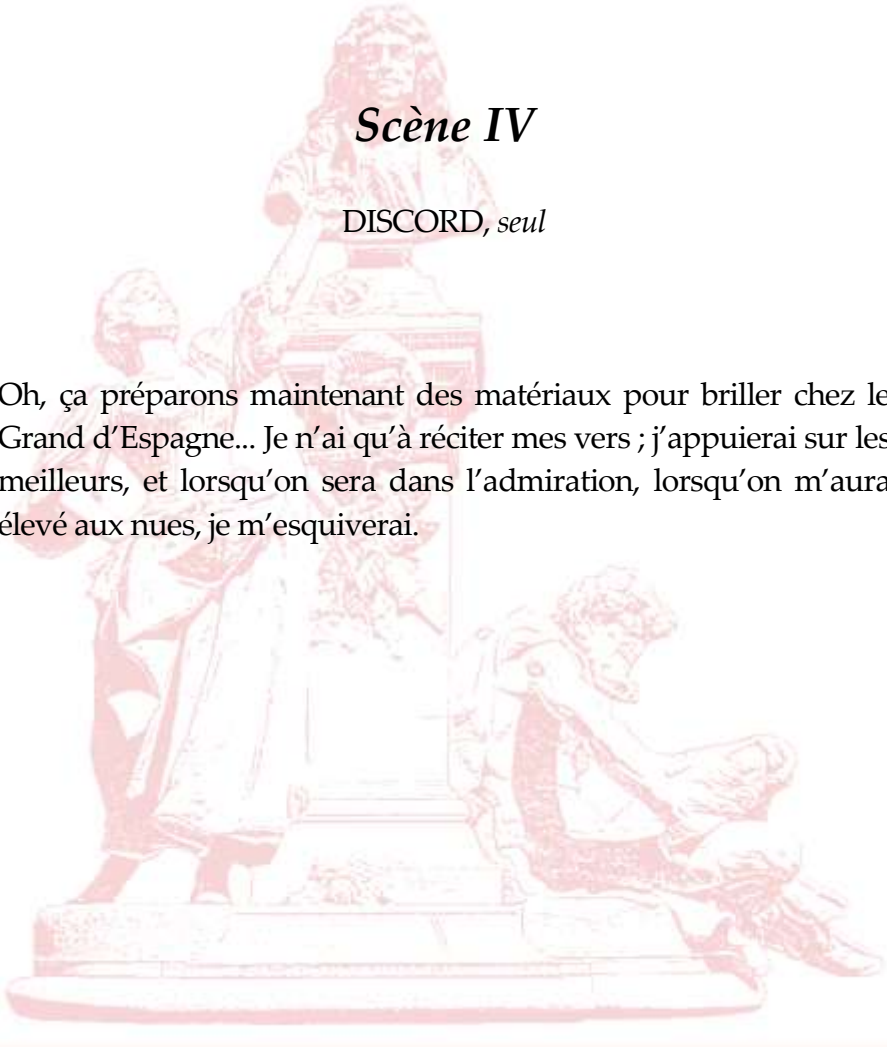 Scène IV
DISCORD, seul
Oh, ça préparons maintenant des matériaux pour briller chez le
Grand d’Espagne... Je n’ai qu’à réciter mes vers ; j’appuierai sur les
meilleurs, et lorsqu’on sera dans l’admiration, lorsqu’on m’aura
élevé aux nues, je m’esquiverai.